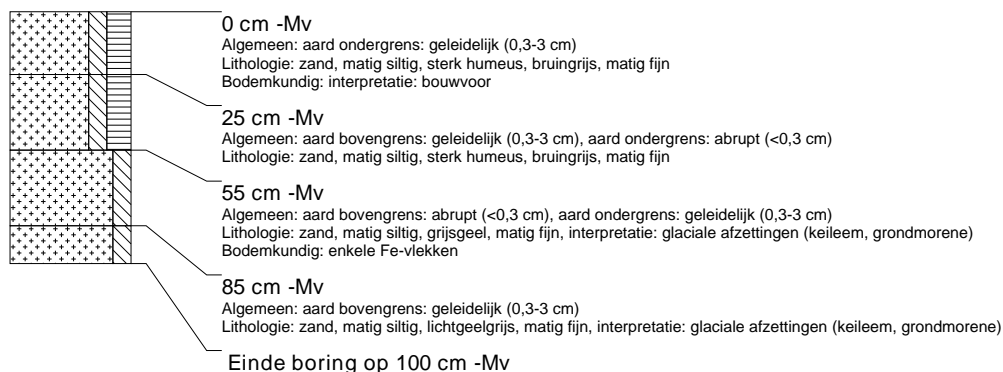 0 cm -Mv
Algemeen: aard ondergrens: geleidelijk (0,3-3 cm)
Lithologie: zand, matig siltig, sterk humeus, bruingrijs, matig fijn
Bodemkundig: interpretatie: bouwvoor
25 cm -Mv
Algemeen: aard bovengrens: geleidelijk (0,3-3 cm), aard ondergrens: abrupt (<0,3 cm)
Lithologie: zand, matig siltig, sterk humeus, bruingrijs, matig fijn
55 cm -Mv
Algemeen: aard bovengrens: abrupt (<0,3 cm), aard ondergrens: geleidelijk (0,3-3 cm)
Lithologie: zand, matig siltig, grijsgeel, matig fijn, interpretatie: glaciale afzettingen (keileem, grondmorene)
Bodemkundig: enkele Fe-vlekken
85 cm -Mv
Algemeen: aard bovengrens: geleidelijk (0,3-3 cm)
Lithologie: zand, matig siltig, lichtgeelgrijs, matig fijn, interpretatie: glaciale afzettingen (keileem, grondmorene)
Einde boring op 100 cm -Mv